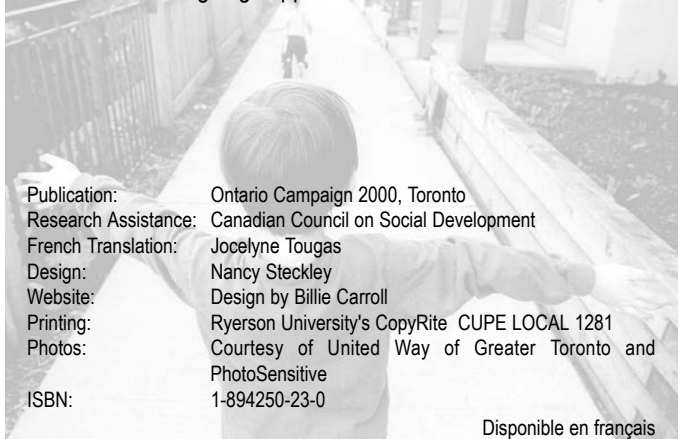 Publication: Ontario Campaign 2000, Toronto
Research Assistance: Canadian Council on Social Development
French Translation: Jocelyne Tougas
Design: Nancy Steckley
Website: Design by Billie Carroll
Printing: Ryerson University's CopyRite CUPE LOCAL 1281
Photos: Courtesy of United Way of Greater Toronto and
PhotoSensitive
ISBN: 1-894250-23-0
Disponible en français